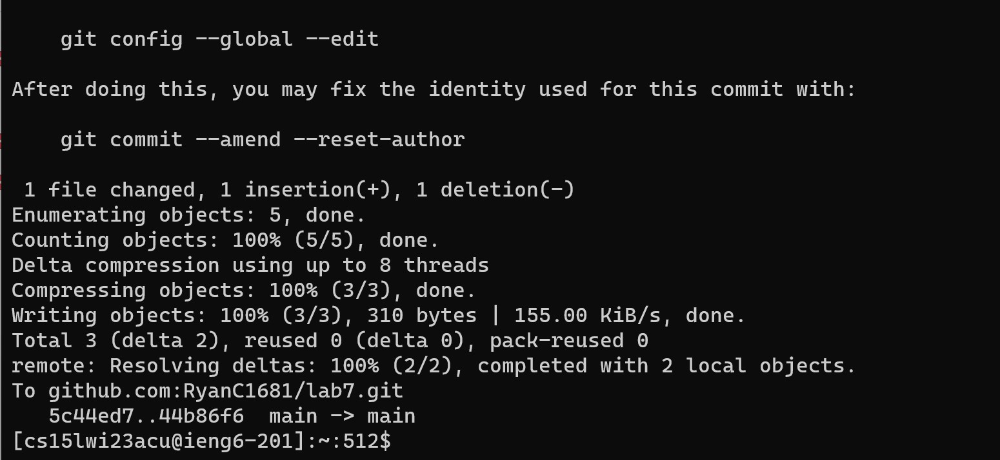 git config --global --edit
After doing this, you may fix the identity used for this commit with:
git commit --amend --reset-author
1 file changed, 1 insertion(+), 1 deletion(-)
Enumerating objects: 5, done.
Counting objects: 100% (5/5), done.
Delta compression using up to 8 threads
Compressing objects: 100% (3/3), done.
Writing objects: 100% (3/3), 310 bytes | 155.00 KiB/s, done.
Total 3 (delta 2), reused 0 (delta 0), pack-reused 0
remote: Resolving deltas: 100% (2/2), completed with 2 local objects.
To github.com:RyanC1681/lab7.git
5c44ed7..44b86f6  main -> main
[cs15lwi23acu@ieng6-201]:~:512$